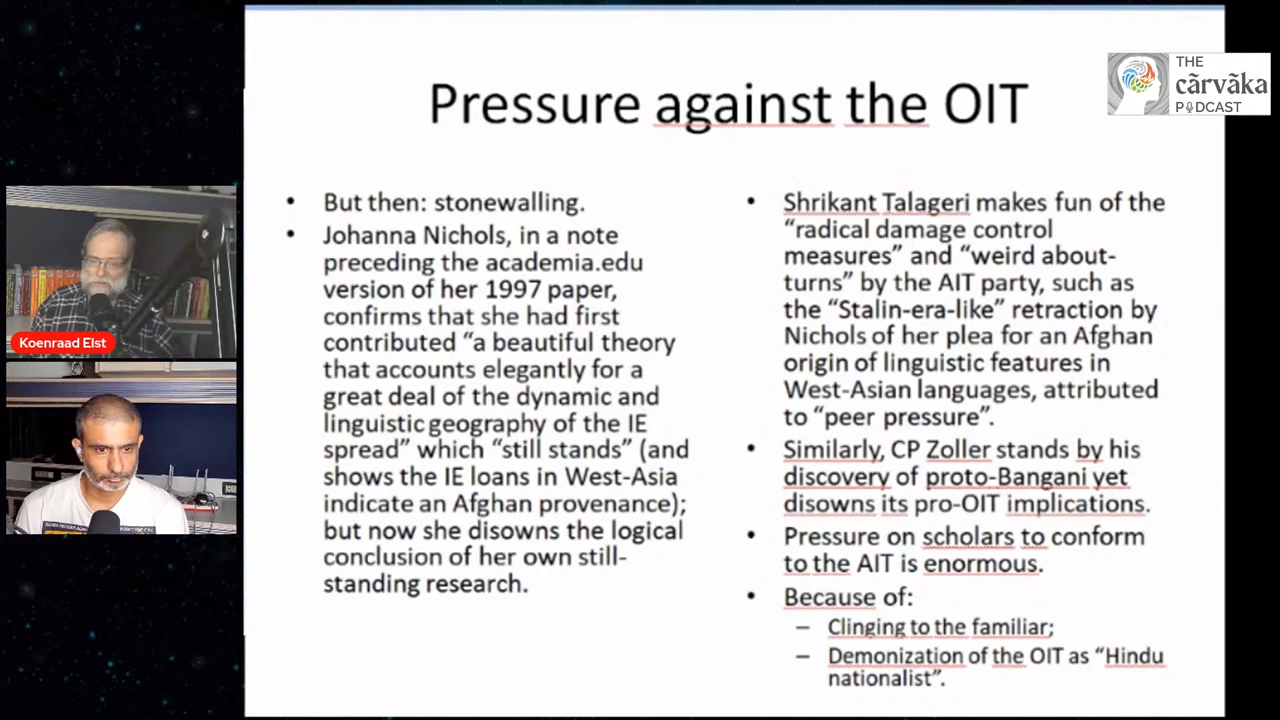 Pressure against the OIT
THE
cārvāka
PODCAST
• But then: stonewalling.
• Johanna Nichols, in a note
preceding the academia.edu
version of her 1997 paper,
confirms that she had first
contributed “a beautiful theory
that accounts elegantly for a
great deal of the dynamic and
linguistic geography of the IE
spread” which “still stands” (and
shows the IE loans in West-Asia
indicate an Afghan provenance);
but now she disowns the logical
conclusion of her own still-
standing research.
• Shrikant Talageri makes fun of the
“radical damage control
measures” and “weird about-
turns” by the AIT party, such as
the “Stalin-era-like” retraction by
Nichols of her plea for an Afghan
origin of linguistic features in
West-Asian languages, attributed
to “peer pressure”.
• Similarly, CP Zoller stands by his
discovery of proto-Bangani yet
disowns its pro-OIT implications.
• Pressure on scholars to conform
to the AIT is enormous.
• Because of:
– Clinging to the familiar;
– Demonization of the OIT as “Hindu
nationalist”.
Koenraad Elst